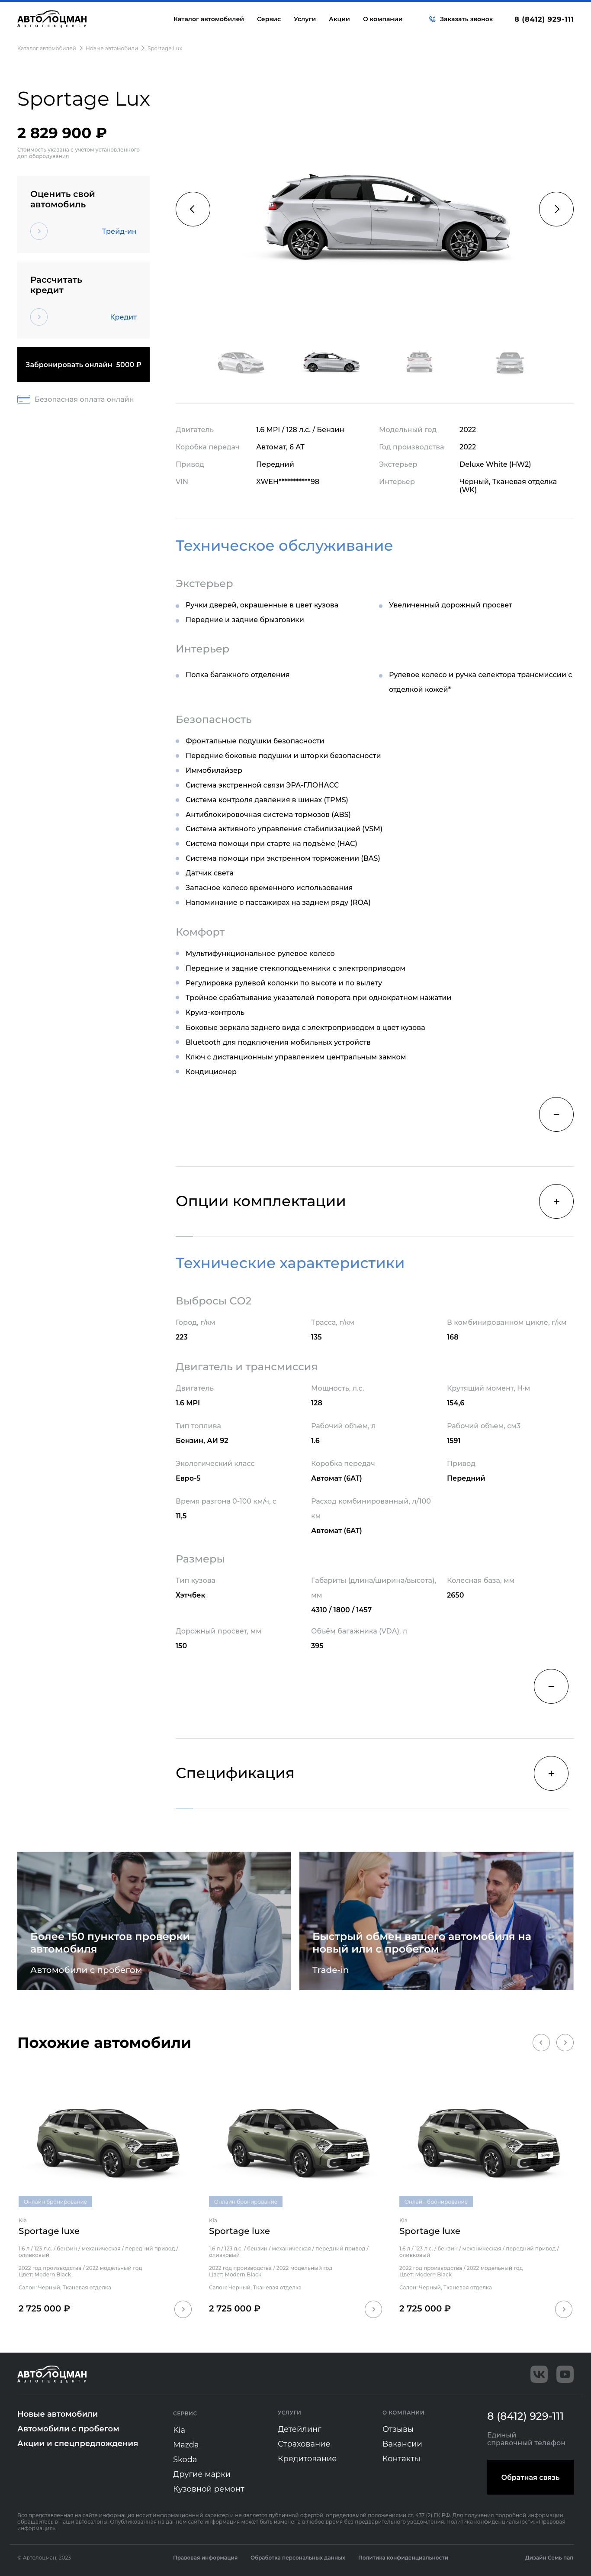 АВТОЛОЦМАН
Автотехцентр
Каталог автомобилей
Сервис
Услуги
Акции
О компании
Заказать звонок
8 (8412) 929-111
Каталог автомобилей > Новые автомобили > Sportage Lux
Sportage Lux
2 829 900 ₽
Стоимость указана с учетом установленного
доп оборудования
Оценить свой
автомобиль
Трейд-ин
Рассчитать
кредит
Кредит
Забронировать онлайн 5000 ₽
Безопасная оплата онлайн
Двигатель
1.6 MPI / 128 л.с. / Бензин
Модельный год
2022
Коробка передач
Автомат, 6 AT
Год производства
2022
Привод
Передний
Экстерьер
Deluxe White (HW2)
VIN
XWEH***********98
Интерьер
Черный, Тканевая отделка
(WK)
Техническое обслуживание
Экстерьер
Ручки дверей, окрашенные в цвет кузова
Увеличенный дорожный просвет
Передние и задние брызговики
Интерьер
Полка багажного отделения
Рулевое колесо и ручка селектора трансмиссии с
отделкой кожей*
Безопасность
Фронтальные подушки безопасности
Передние боковые подушки и шторки безопасности
Иммобилайзер
Система экстренной связи ЭРА-ГЛОНАСС
Система контроля давления в шинах (TPMS)
Антиблокировочная система тормозов (ABS)
Система активного управления стабилизацией (VSM)
Система помощи при старте на подъёме (HAC)
Система помощи при экстренном торможении (BAS)
Датчик света
Запасное колесо временного использования
Напоминание о пассажирах на заднем ряду (ROA)
Комфорт
Мультифункциональное рулевое колесо
Передние и задние стеклоподъемники с электроприводом
Регулировка рулевой колонки по высоте и по вылету
Тройное срабатывание указателей поворота при однократном нажатии
Круиз-контроль
Боковые зеркала заднего вида с электроприводом в цвет кузова
Bluetooth для подключения мобильных устройств
Ключ с дистанционным управлением центральным замком
Кондиционер
Опции комплектации
Технические характеристики
Выбросы CO2
Город, г/км
Трасса, г/км
В комбинированном цикле, г/км
223
135
168
Двигатель и трансмиссия
Двигатель
Мощность, л.с.
Крутящий момент, Н·м
1.6 MPI
128
154,6
Тип топлива
Рабочий объем, л
Рабочий объем, см3
Бензин, АИ 92
1.6
1591
Экологический класс
Коробка передач
Привод
Евро-5
Автомат (6АТ)
Передний
Время разгона 0-100 км/ч, с
Расход комбинированный, л/100
км
11,5
Автомат (6АТ)
Размеры
Тип кузова
Габариты (длина/ширина/высота),
мм
Колесная база, мм
Хэтчбек
4310 / 1800 / 1457
2650
Дорожный просвет, мм
Объём багажника (VDA), л
150
395
Спецификация
Более 150 пунктов проверки
автомобиля
Автомобили с пробегом
Быстрый обмен вашего автомобиля на
новый или с пробегом
Trade-in
Похожие автомобили
Онлайн бронирование
Kia
Sportage luxe
1.6 л / 123 л.с. / бензин / механическая / передний привод /
оливковый
2022 год производства / 2022 модельный год
Цвет: Modern Black
Салон: Черный, Тканевая отделка
2 725 000 ₽
Онлайн бронирование
Kia
Sportage luxe
1.6 л / 123 л.с. / бензин / механическая / передний привод /
оливковый
2022 год производства / 2022 модельный год
Цвет: Modern Black
Салон: Черный, Тканевая отделка
2 725 000 ₽
Онлайн бронирование
Kia
Sportage luxe
1.6 л / 123 л.с. / бензин / механическая / передний привод /
оливковый
2022 год производства / 2022 модельный год
Цвет: Modern Black
Салон: Черный, Тканевая отделка
2 725 000 ₽
АВТОЛОЦМАН
Автотехцентр
Новые автомобили
Автомобили с пробегом
Акции и спецпредложения
СЕРВИС
Kia
Mazda
Skoda
Другие марки
Кузовной ремонт
УСЛУГИ
Детейлинг
Страхование
Кредитование
О КОМПАНИИ
Отзывы
Вакансии
Контакты
8 (8412) 929-111
Единый
справочный телефон
Обратная связь
Вся представленная на сайте информация носит информационный характер и не является публичной офертой, определяемой положениями ст. 437 (2) ГК РФ. Для получения подробной информации
обращайтесь в наши автосалоны. Опубликованная на данном сайте информация может быть изменена в любое время без предварительного уведомления. Политика конфиденциальности. «Правовая
информация».
© Автолоцман, 2023
Правовая информация
Обработка персональных данных
Политика конфиденциальности
Дизайн Семь пап